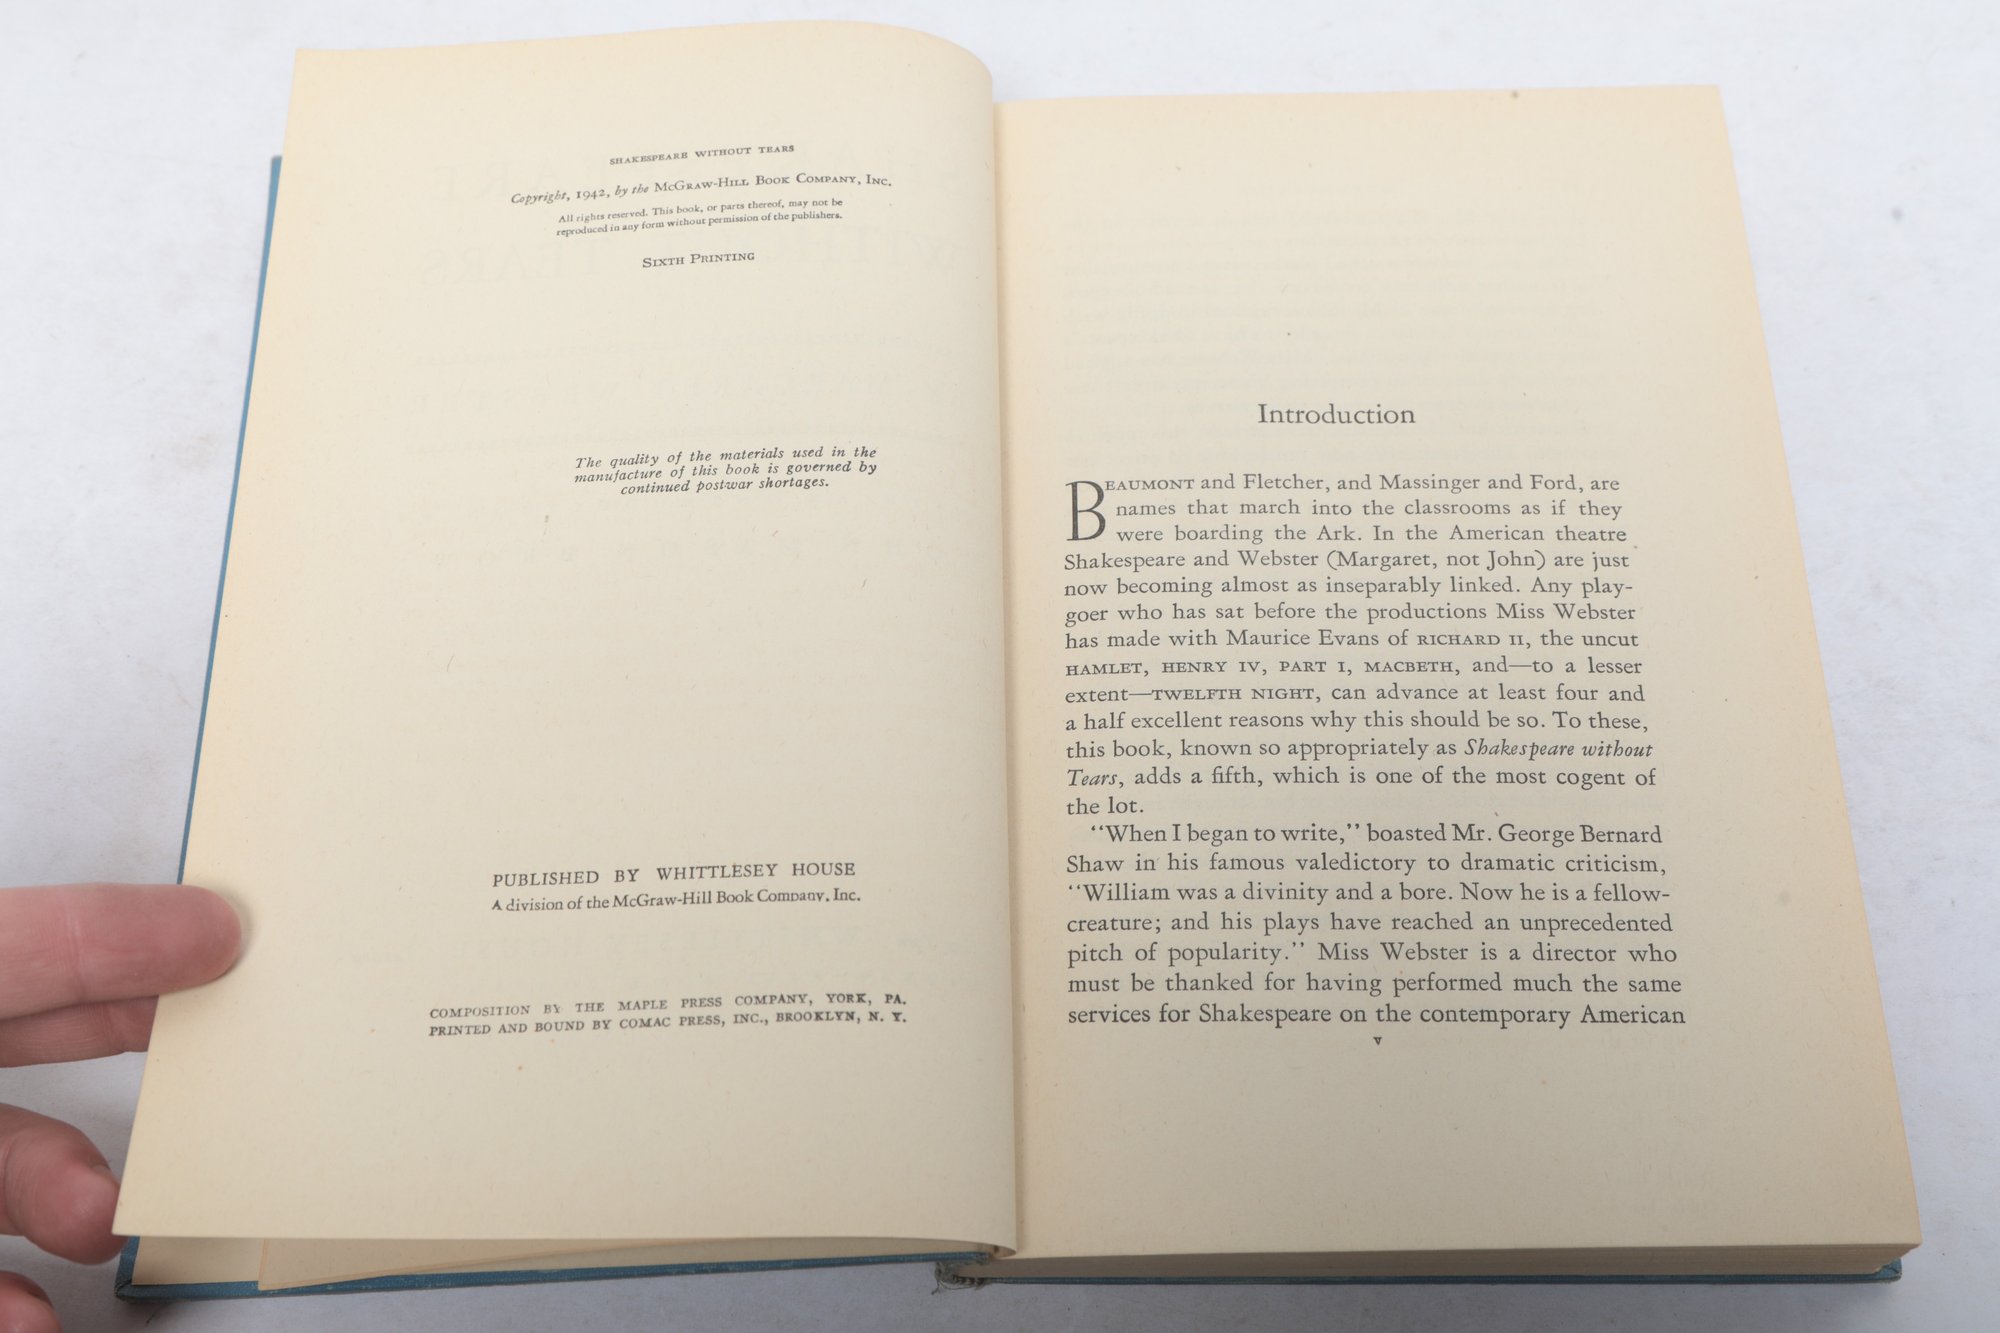 SHAKESPEARE WITHOUT TEARS
Copyright, 1942, by the McGraw-Hill Book Company, Inc.
All rights reserved. This book, or parts thereof, may not be
reproduced in any form without permission of the publishers.
Sixth Printing
The quality of the materials used in the
manufacture of this book is governed by
continued postwar shortages.
PUBLISHED BY WHITTLESEY HOUSE
A division of the McGraw-Hill Book Company, Inc.
COMPOSITION BY THE MAPLE PRESS COMPANY, YORK, PA.
PRINTED AND BOUND BY COMAC PRESS, INC., BROOKLYN, N. Y.
Introduction
BEAUMONT and Fletcher, and Massinger and Ford, are
names that march into the classrooms as if they
were boarding the Ark. In the American theatre
Shakespeare and Webster (Margaret, not John) are just
now becoming almost as inseparably linked. Any play-
goer who has sat before the productions Miss Webster
has made with Maurice Evans of RICHARD II, the uncut
HAMLET, HENRY IV, PART I, MACBETH, and—to a lesser
extent—TWELFTH NIGHT, can advance at least four and
a half excellent reasons why this should be so. To these,
this book, known so appropriately as Shakespeare without
Tears, adds a fifth, which is one of the most cogent of
the lot.
"When I began to write," boasted Mr. George Bernard
Shaw in his famous valedictory to dramatic criticism,
"William was a divinity and a bore. Now he is a fellow-
creature; and his plays have reached an unprecedented
pitch of popularity." Miss Webster is a director who
must be thanked for having performed much the same
services for Shakespeare on the contemporary American
v